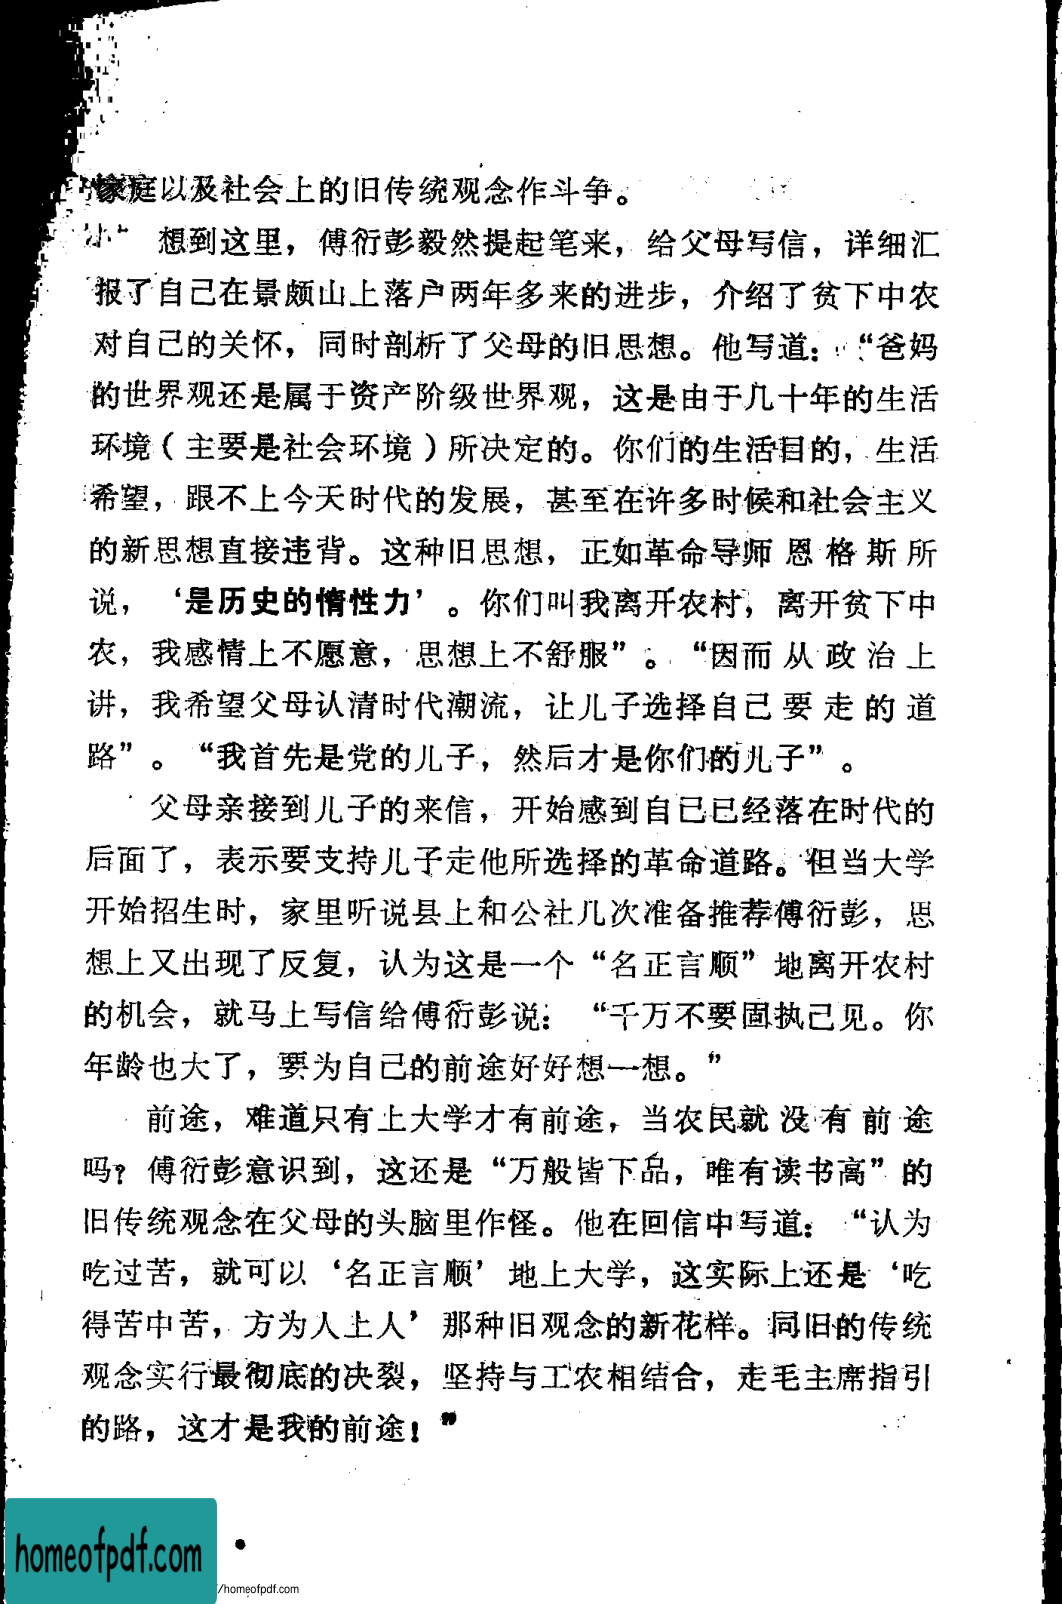 家庭以及社会上的旧传统观念作斗争。
想到这里，傅衍彭毅然提起笔来，给父母写信，详细汇
报了自己在景颇山上落户两年多来的进步，介绍了贫下中农
对自己的关怀，同时剖析了父母的旧思想。他写道：“爸妈
的世界观还是属于资产阶级世界观，这是由于几十年的生活
环境（主要是社会环境）所决定的。你们的生活目的，生活
希望，跟不上今天时代的发展，甚至在许多时候和社会主义
的新思想直接违背。这种旧思想，正如革命导师恩格斯所
说，‘是历史的惰性力’。你们叫我离开农村，离开贫下中
农，我感情上不愿意，思想上不舒服”。“因而从政治上
讲，我希望父母认清时代潮流，让儿子选择自己要走的道
路”。“我首先是党的儿子，然后才是你们的儿子”。
父母亲接到儿子的来信，开始感到自己已经落在时代的
后面了，表示要支持儿子走他所选择的革命道路。但当大学
开始招生时，家里听说县上和公社几次准备推荐傅衍彭，思
想上又出现了反复，认为这是一个“名正言顺”地离开农村
的机会，就马上写信给傅衍彭说：“千万不要固执己见。你
年龄也大了，要为自己的前途好好想一想。”
前途，难道只有上大学才有前途，当农民就没有前途
吗？傅衍彭意识到，这还是“万般皆下品，唯有读书高”的
旧传统观念在父母的头脑里作怪。他在回信中写道：“认为
吃过苦，就可以‘名正言顺’地上大学，这实际上还是‘吃
得苦中苦，方为人上人’那种旧观念的新花样。同旧的传统
观念实行最彻底的决裂，坚持与工农相结合，走毛主席指引
的路，这才是我的前途！”
homeofpdf.com
/homeofpdf.com